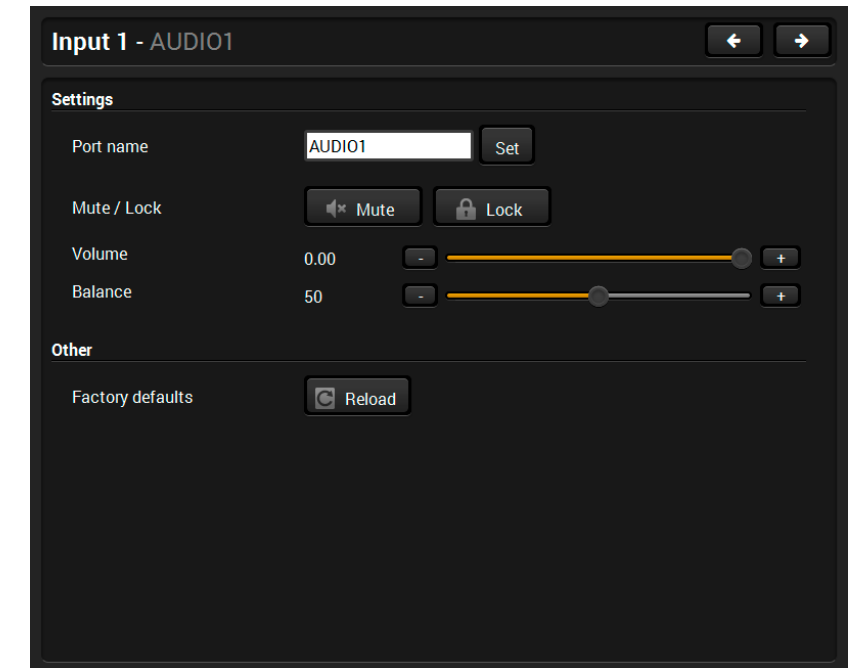 Input 1 - AUDIO1
Settings
Port name AUDIO1 Set
Mute / Lock Mute Lock
Volume 0.00 - +
Balance 50 - +
Other
Factory defaults Reload